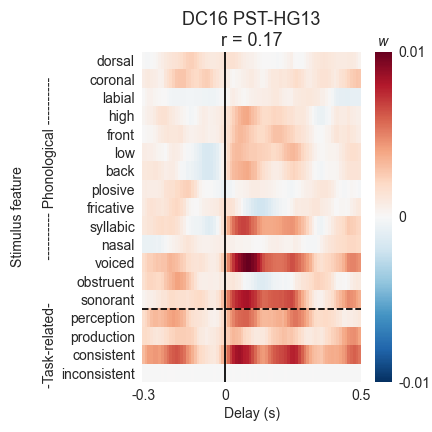 DC16 PST-HG13
r = 0.17
w
dorsal
coronal
labial
high
front
low
back
plosive
fricative
syllabic
nasal
voiced
obstruent
sonorant
perception
production
consistent
inconsistent
Stimulus feature
-Task-related- ---------- Phonological ----------
0.01
0
-0.01
-0.3 0 0.5
Delay (s)